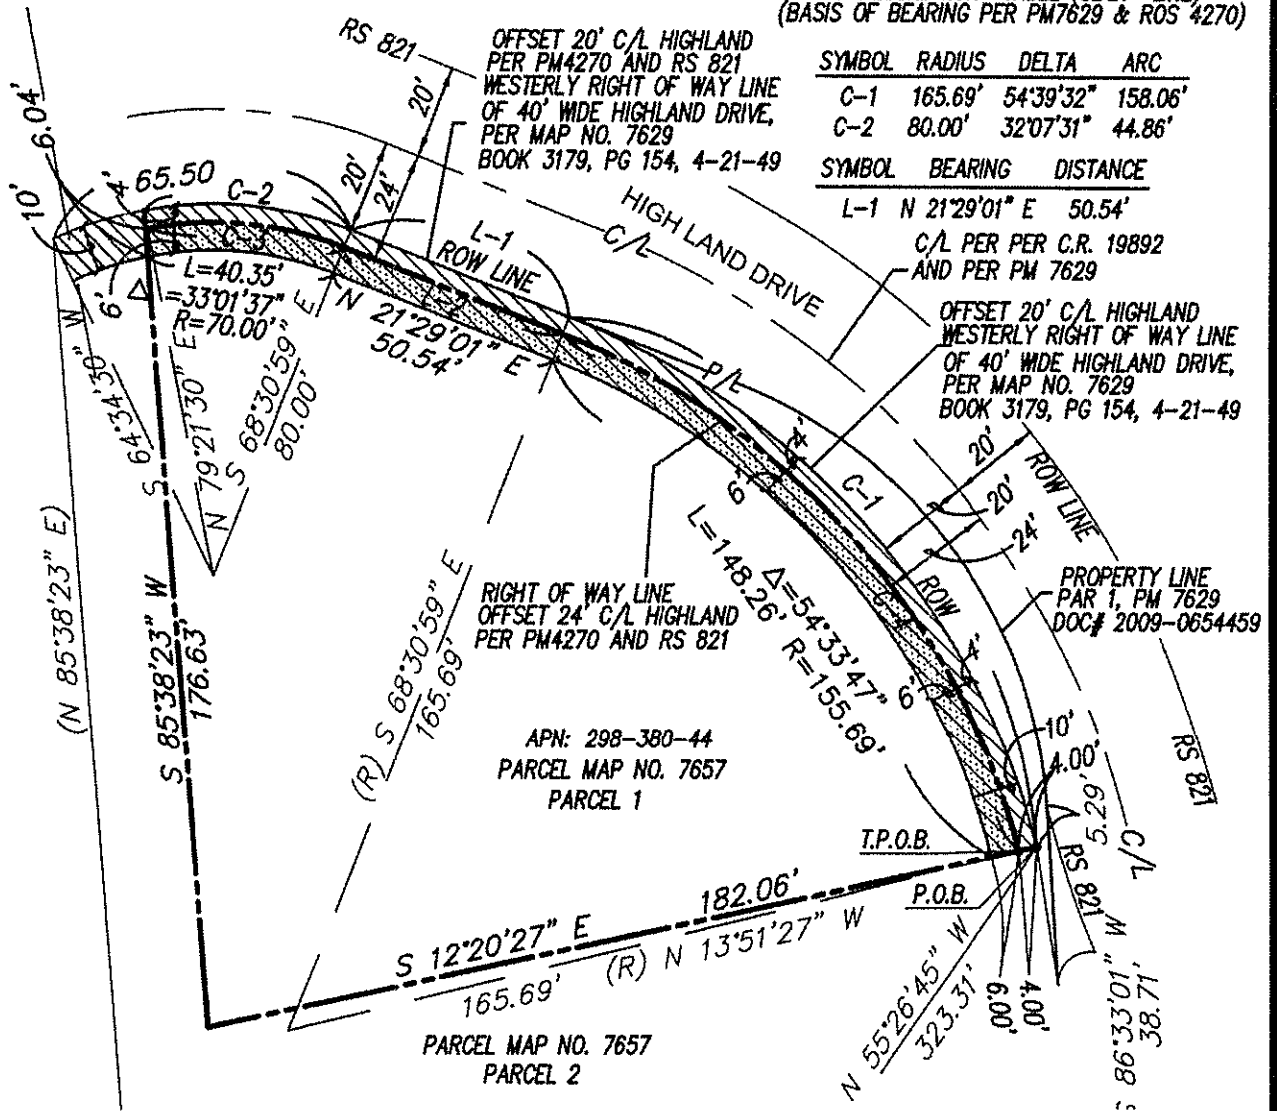 (BASIS OF BEARING PER PM7629 & ROS 4270)
SYMBOL RADIUS DELTA ARC
C-1 165.69' 54°39'32" 158.06'
C-2 80.00' 32°07'31" 44.86'
SYMBOL BEARING DISTANCE
L-1 N 21°29'01" E 50.54'
C/L PER PER C.R. 19892
AND PER PM 7629
RS 821
OFFSET 20' C/L HIGHLAND
PER PM4270 AND RS 821
WESTERLY RIGHT OF WAY LINE
OF 40' WIDE HIGHLAND DRIVE,
PER MAP NO. 7629
BOOK 3179, PG 154, 4-21-49
20'
20'
24'
6.04'
10'
4'
65.50
C-2
L-1
ROW LINE
HIGH LAND DRIVE
C/L
6'
L=40.35'
Δ=33°01'37"
R=70.00'
N 21°29'01" E
50.54'
S 64°34'30" W
N 79°21'30" E
S 68°30'59" E
80.00'
P/L
OFFSET 20' C/L HIGHLAND
WESTERLY RIGHT OF WAY LINE
OF 40' WIDE HIGHLAND DRIVE,
PER MAP NO. 7629
BOOK 3179, PG 154, 4-21-49
4'
6'
C-1
20'
20'
24'
ROW LINE
ROW
(N 85°38'23" E)
S 85°38'23" W
176.63'
RIGHT OF WAY LINE
OFFSET 24' C/L HIGHLAND
PER PM4270 AND RS 821
L=148.26'
Δ=54°33'47"
R=155.69'
PROPERTY LINE
PAR 1, PM 7629
DOC# 2009-0654459
4'
6'
(R) S 68°30'59" E
165.69'
APN: 298-380-44
PARCEL MAP NO. 7657
PARCEL 1
10'
4.00'
5.29'
C/L
RS 821
RS 821
T.P.O.B.
P.O.B.
182.06'
S 12°20'27" E
(R) N 13°51'27" W
165.69'
N 55°26'45" W
323.31'
6.00'
4.00'
86°33'01" W
38.71'
PARCEL MAP NO. 7657
PARCEL 2